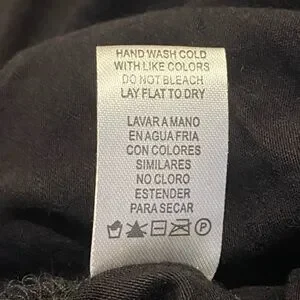 HAND WASH COLD
WITH LIKE COLORS
DO NOT BLEACH
LAY FLAT TO DRY
LAVAR A MANO
EN AGUA FRIA
CON COLORES
SIMILARES
NO CLORO
ESTENDER
PARA SECAR